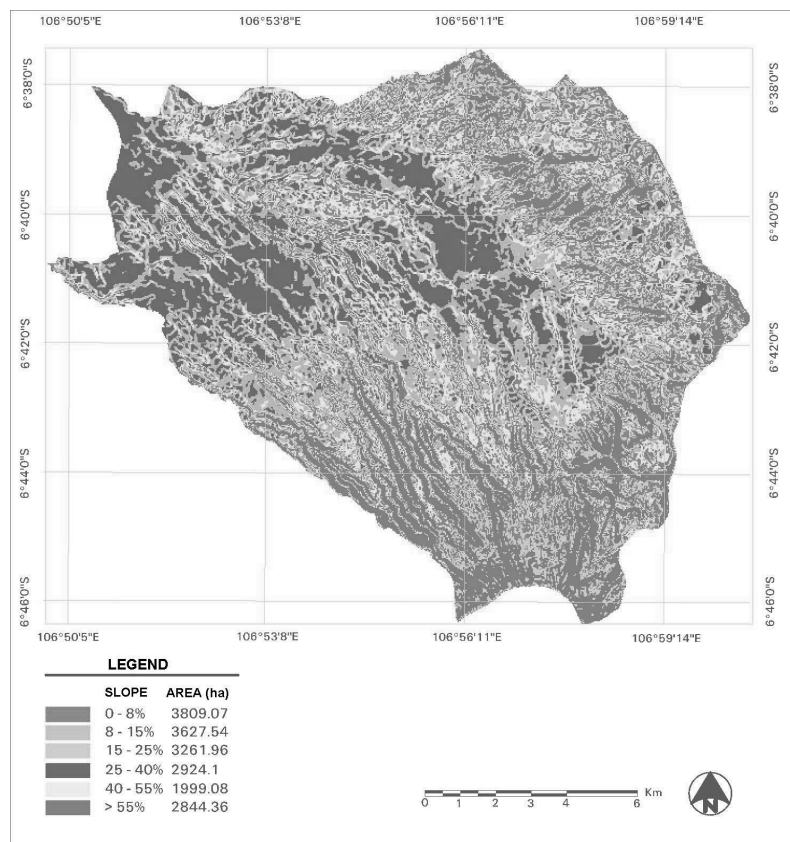 106°50'5"E 106°53'8"E 106°56'11"E 106°59'14"E
6°38'0"S 6°38'0"S
6°40'0"S 6°40'0"S
6°42'0"S 6°42'0"S
6°44'0"S 6°44'0"S
6°46'0"S 6°46'0"S
106°50'5"E 106°53'8"E 106°56'11"E 106°59'14"E
LEGEND
SLOPE AREA (ha)
0 - 8% 3809.07
8 - 15% 3627.54
15 - 25% 3261.96
25 - 40% 2924.1
40 - 55% 1999.08
> 55% 2844.36
Km
0 1 2 3 4 6
N